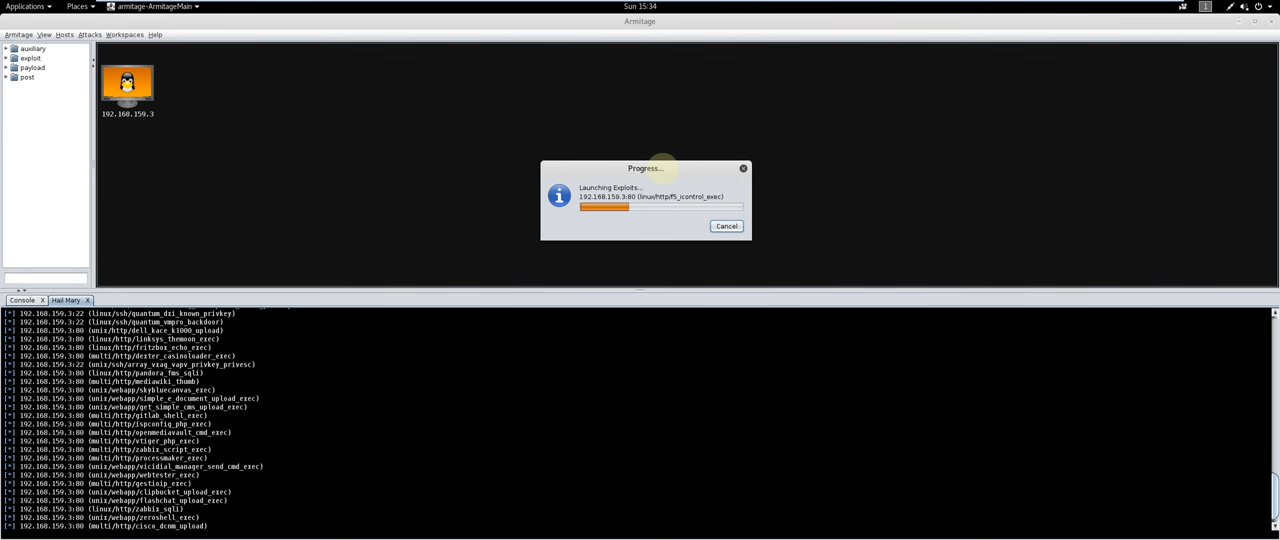 Applications Places armitage-ArmitageMain Sun 15:34 1
Armitage
Armitage View Hosts Attacks Workspaces Help
auxiliary
exploit
payload
post
192.168.159.3
Progress...
Launching Exploits...
192.168.159.3:80 (linux/http/f5_icontrol_exec)
Cancel
Console X Hail Mary X
[*] 192.168.159.3:22 (linux/ssh/quantum_dxi_known_privkey)
[*] 192.168.159.3:22 (linux/ssh/quantum_vmpro_backdoor)
[*] 192.168.159.3:80 (unix/http/dell_kace_k1000_upload)
[*] 192.168.159.3:80 (linux/http/linksys_themoon_exec)
[*] 192.168.159.3:80 (linux/http/fritzbox_echo_exec)
[*] 192.168.159.3:80 (multi/http/dexter_casinoloader_exec)
[*] 192.168.159.3:22 (unix/ssh/array_vxag_vapv_privkey_privesc)
[*] 192.168.159.3:80 (linux/http/pandora_fms_sqli)
[*] 192.168.159.3:80 (multi/http/mediawiki_thumb)
[*] 192.168.159.3:80 (unix/webapp/skybluecanvas_exec)
[*] 192.168.159.3:80 (unix/webapp/simple_e_document_upload_exec)
[*] 192.168.159.3:80 (unix/webapp/get_simple_cms_upload_exec)
[*] 192.168.159.3:80 (multi/http/gitlab_shell_exec)
[*] 192.168.159.3:80 (multi/http/ispconfig_php_exec)
[*] 192.168.159.3:80 (multi/http/openmediavault_cmd_exec)
[*] 192.168.159.3:80 (multi/http/vtiger_php_exec)
[*] 192.168.159.3:80 (multi/http/zabbix_script_exec)
[*] 192.168.159.3:80 (multi/http/processmaker_exec)
[*] 192.168.159.3:80 (unix/webapp/vicidial_manager_send_cmd_exec)
[*] 192.168.159.3:80 (unix/webapp/webtester_exec)
[*] 192.168.159.3:80 (multi/http/gestioip_exec)
[*] 192.168.159.3:80 (unix/webapp/clipbucket_upload_exec)
[*] 192.168.159.3:80 (unix/webapp/flashchat_upload_exec)
[*] 192.168.159.3:80 (linux/http/zabbix_sqli)
[*] 192.168.159.3:80 (unix/webapp/zeroshell_exec)
[*] 192.168.159.3:80 (multi/http/cisco_dcnm_upload)